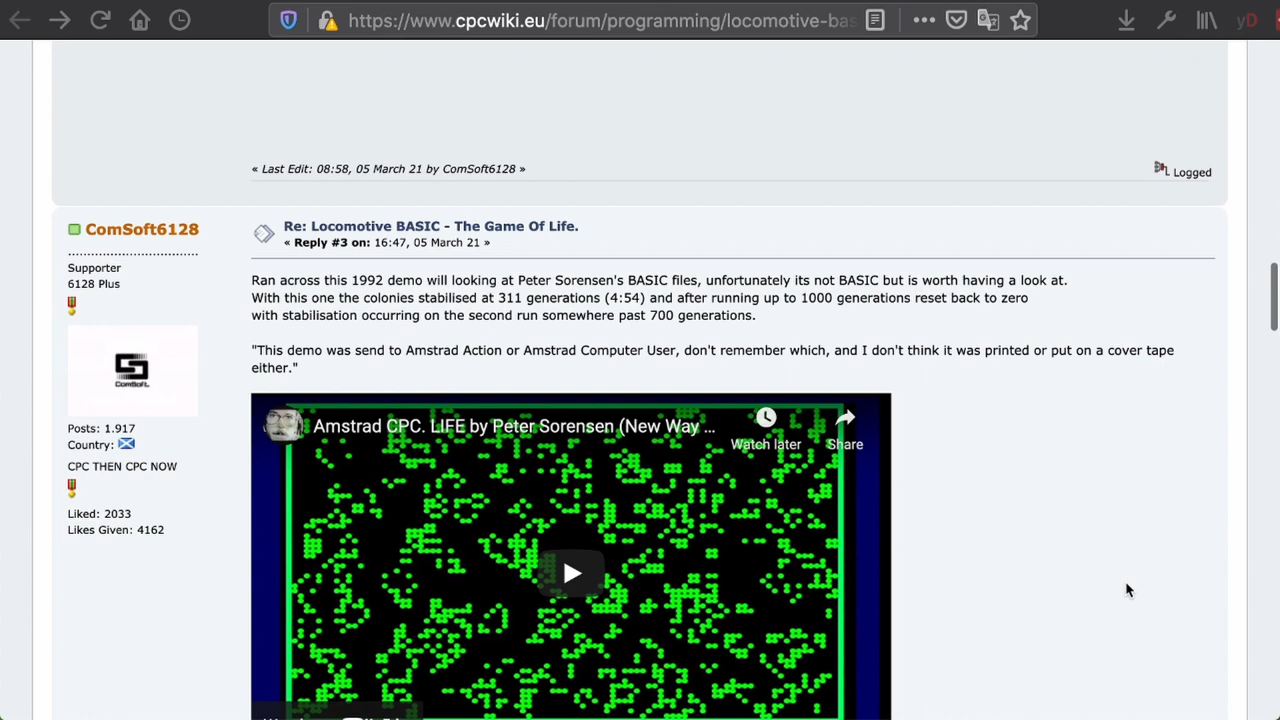 https://www.cpcwiki.eu/forum/programming/locomotive-bas
yD
« Last Edit: 08:58, 05 March 21 by ComSoft6128 »
Logged
ComSoft6128
Supporter
6128 Plus
ComSoft.
Posts: 1.917
Country:
CPC THEN CPC NOW
Liked: 2033
Likes Given: 4162
Re: Locomotive BASIC - The Game Of Life.
« Reply #3 on: 16:47, 05 March 21 »
Ran across this 1992 demo will looking at Peter Sorensen's BASIC files, unfortunately its not BASIC but is worth having a look at.
With this one the colonies stabilised at 311 generations (4:54) and after running up to 1000 generations reset back to zero
with stabilisation occurring on the second run somewhere past 700 generations.
"This demo was send to Amstrad Action or Amstrad Computer User, don't remember which, and I don't think it was printed or put on a cover tape
either."
Amstrad CPC. LIFE by Peter Sorensen (New Way ...
Watch later
Share